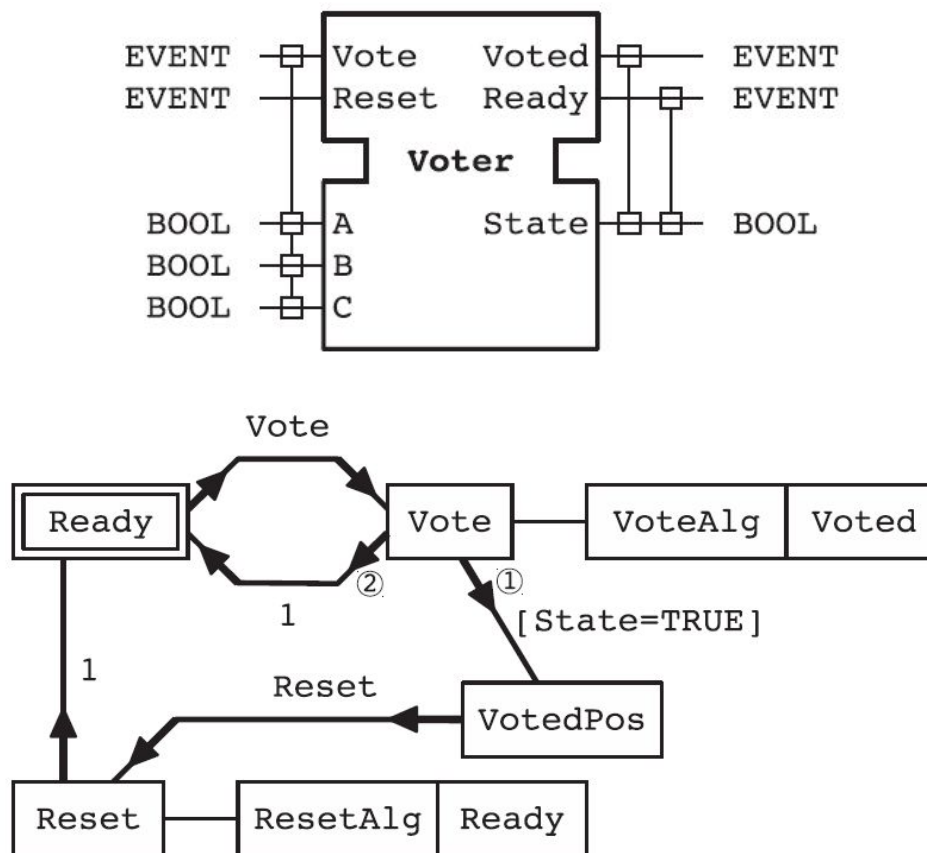 EVENT Vote Voted EVENT
EVENT Reset Ready EVENT
Voter
BOOL A State BOOL
BOOL B
BOOL C
Vote
Ready Vote VoteAlg Voted
② ①
1 [State=TRUE]
1 Reset
VotedPos
Reset ResetAlg Ready